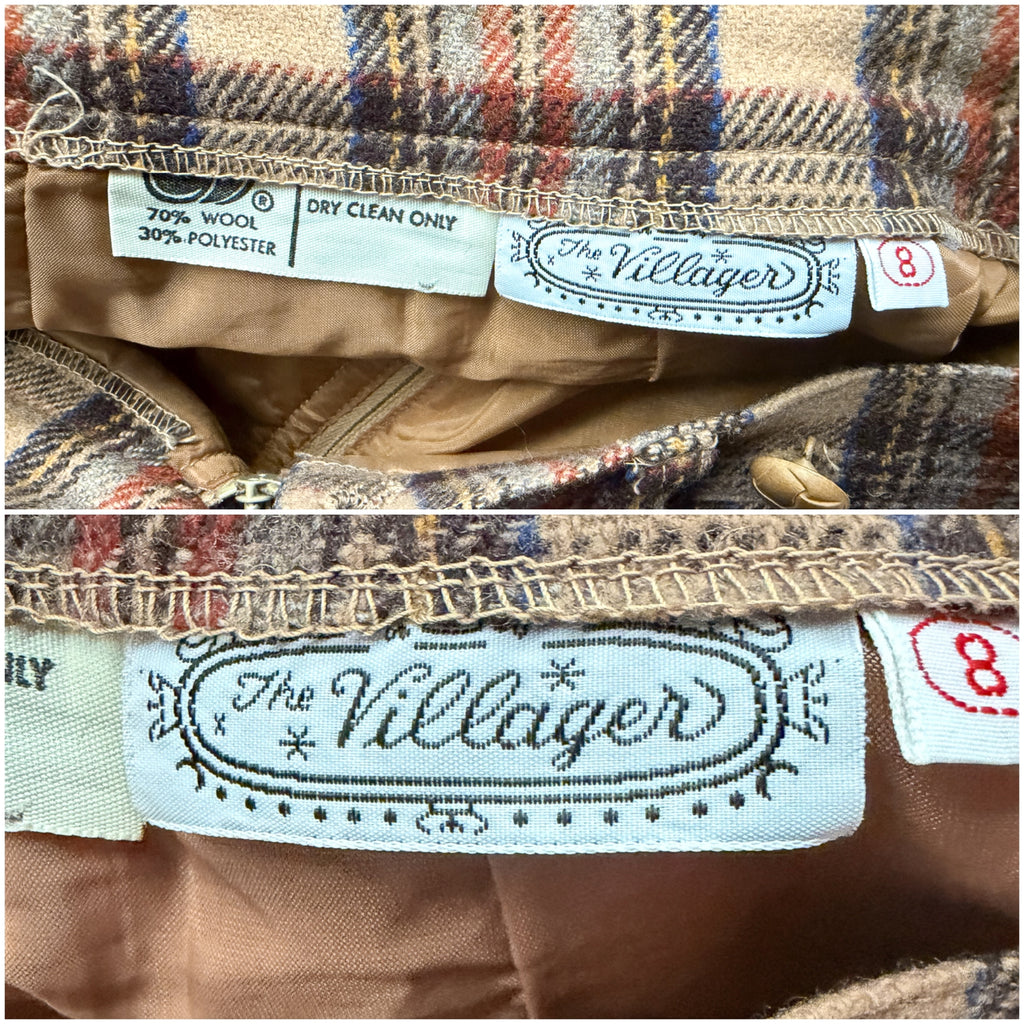 ®
70% WOOL
30% POLYESTER
DRY CLEAN ONLY
The Villager
8
The Villager
8